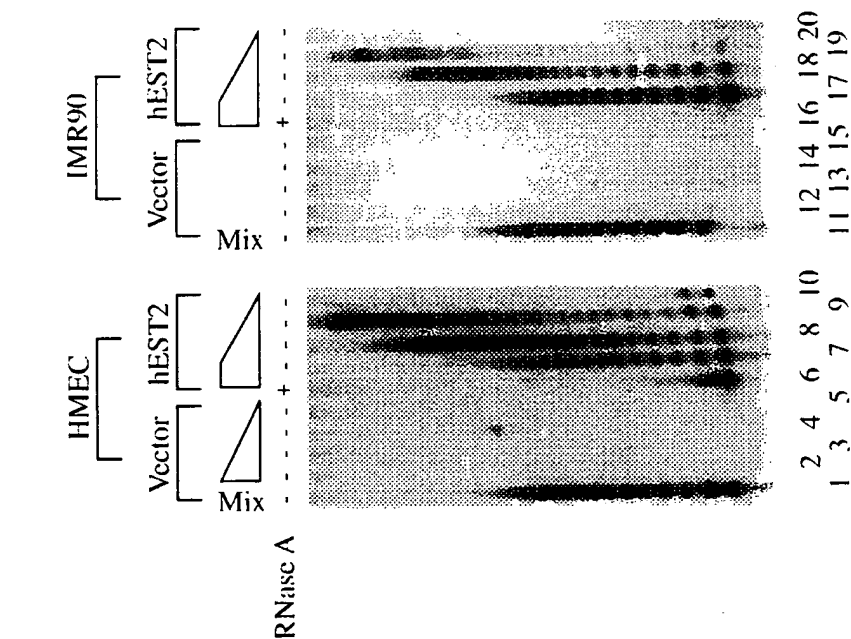 HMEC IMR90
Vector hEST2 Vector hEST2
Mix Mix
RNase A - - - - - + - - - - - - - - - + - - - -
2 4 6 8 10 12 14 16 18 20
1 3 5 7 9 11 13 15 17 19